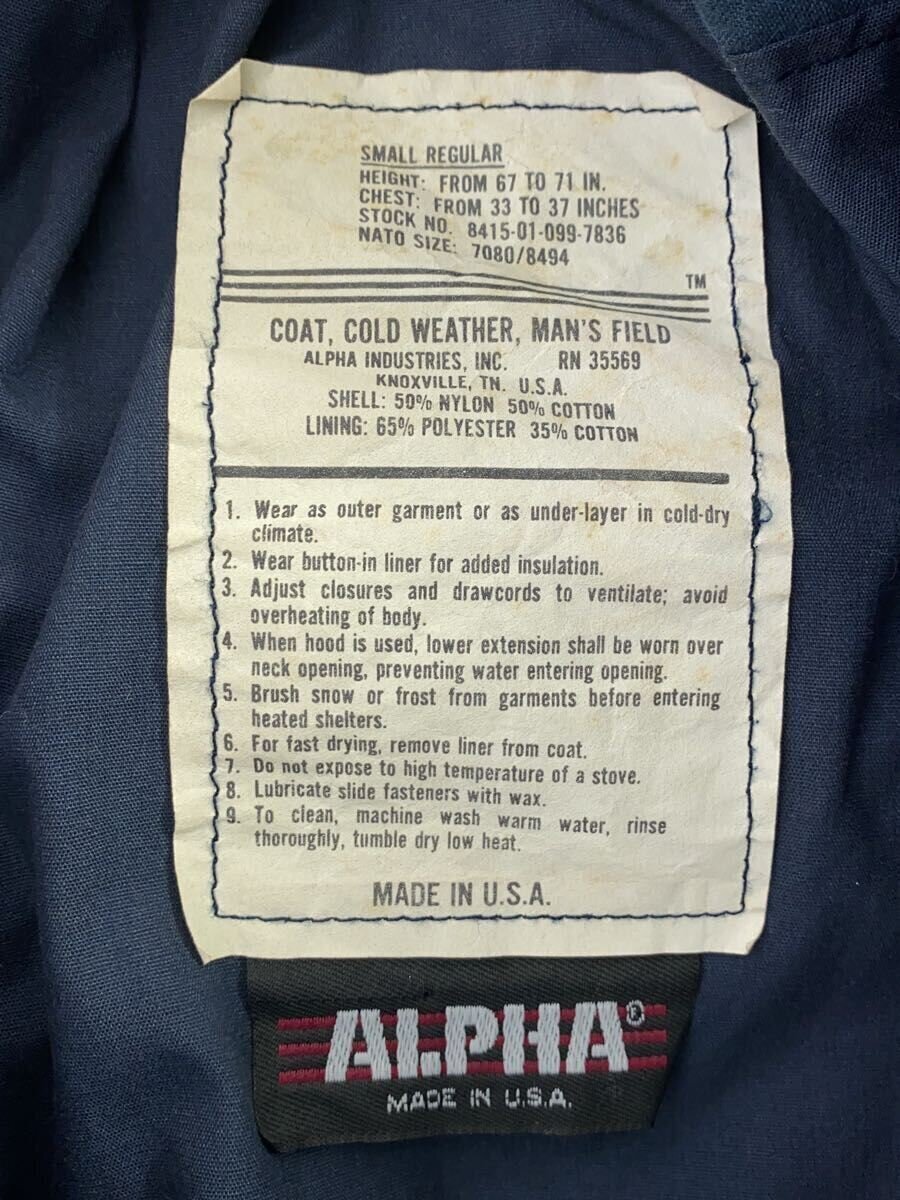 SMALL REGULAR
HEIGHT: FROM 67 TO 71 IN.
CHEST: FROM 33 TO 37 INCHES
STOCK NO. 8415-01-099-7836
NATO SIZE: 7080/8494
TM
COAT, COLD WEATHER, MAN'S FIELD
ALPHA INDUSTRIES, INC. RN 35569
KNOXVILLE, TN. U.S.A.
SHELL: 50% NYLON 50% COTTON
LINING: 65% POLYESTER 35% COTTON
1. Wear as outer garment or as under-layer in cold-dry
climate.
2. Wear button-in liner for added insulation.
3. Adjust closures and drawcords to ventilate; avoid
overheating of body.
4. When hood is used, lower extension shall be worn over
neck opening, preventing water entering opening.
5. Brush snow or frost from garments before entering
heated shelters.
6. For fast drying, remove liner from coat.
7. Do not expose to high temperature of a stove.
8. Lubricate slide fasteners with wax.
9. To clean, machine wash warm water, rinse
thoroughly, tumble dry low heat.
MADE IN U.S.A.
ALPHA®
MADE IN U.S.A.